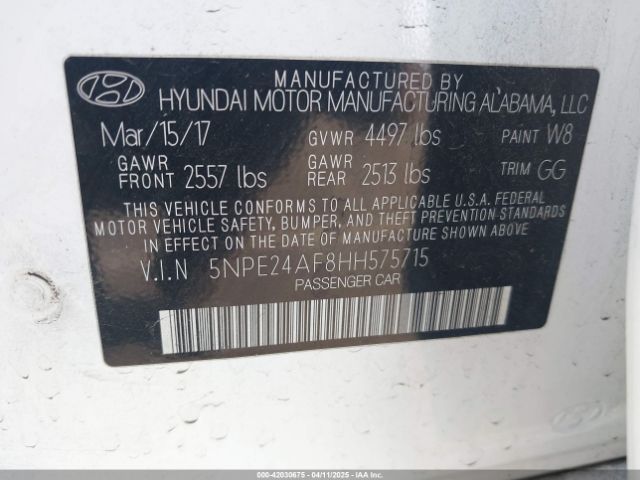 MANUFACTURED BY
HYUNDAI MOTOR MANUFACTURING ALABAMA, LLC
Mar/15/17 GVWR 4497 lbs PAINT W8
GAWR FRONT 2557 lbs GAWR REAR 2513 lbs TRIM GG
THIS VEHICLE CONFORMS TO ALL APPLICABLE U.S.A. FEDERAL
MOTOR VEHICLE SAFETY, BUMPER, AND THEFT PREVENTION STANDARDS
IN EFFECT ON THE DATE OF MANUFACTURE SHOWN ABOVE.
V.I.N 5NPE24AF8HH575715
PASSENGER CAR
000-42030675 - 04/11/2025 - IAAI.COM